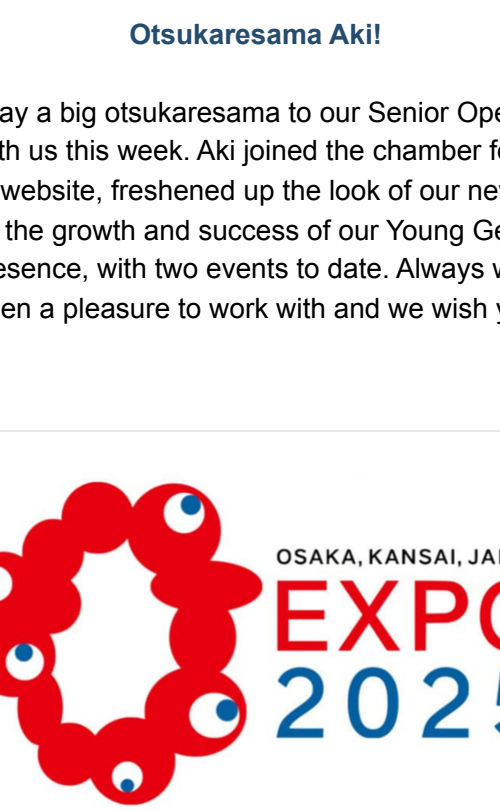 Otsukaresama Aki!
ay a big otsukaresama to our Senior Ope
th us this week. Aki joined the chamber f
website, freshened up the look of our ne
the growth and success of our Young Ge
esence, with two events to date. Always w
en a pleasure to work with and we wish y
OSAKA, KANSAI, JA
EXPO
2025